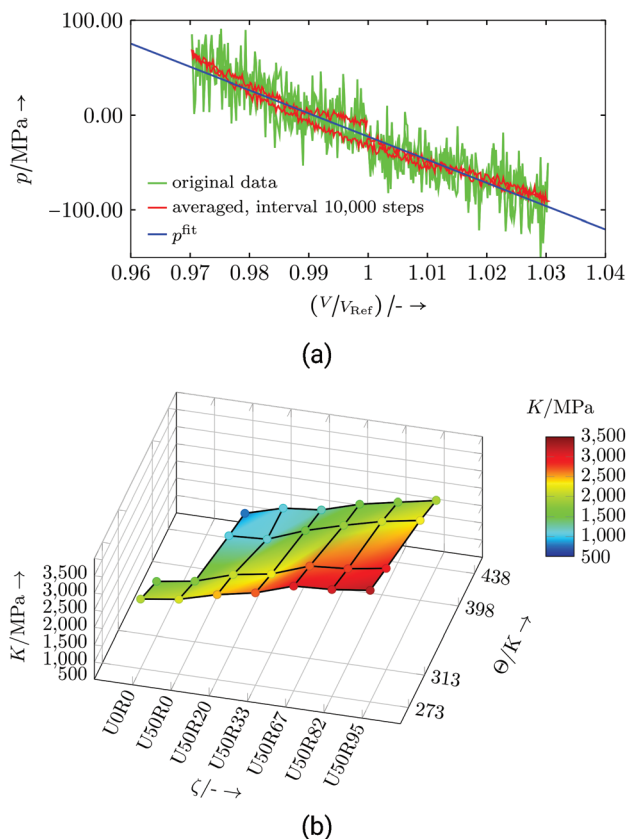 100.00
0.00
−100.00
p/MPa →
original data
averaged, interval 10,000 steps
p^fit
0.96 0.97 0.98 0.99 1 1.01 1.02 1.03 1.04
(V/V_Ref) /- →
(a)
K/MPa
3,500
3,000
2,500
2,000
1,500
1,000
500
3,500
3,000
2,500
2,000
1,500
1,000
500
K/MPa →
438
398
313
273
Θ/K →
U0R0
U50R0
U50R20
U50R33
U50R67
U50R82
U50R95
ζ/- →
(b)